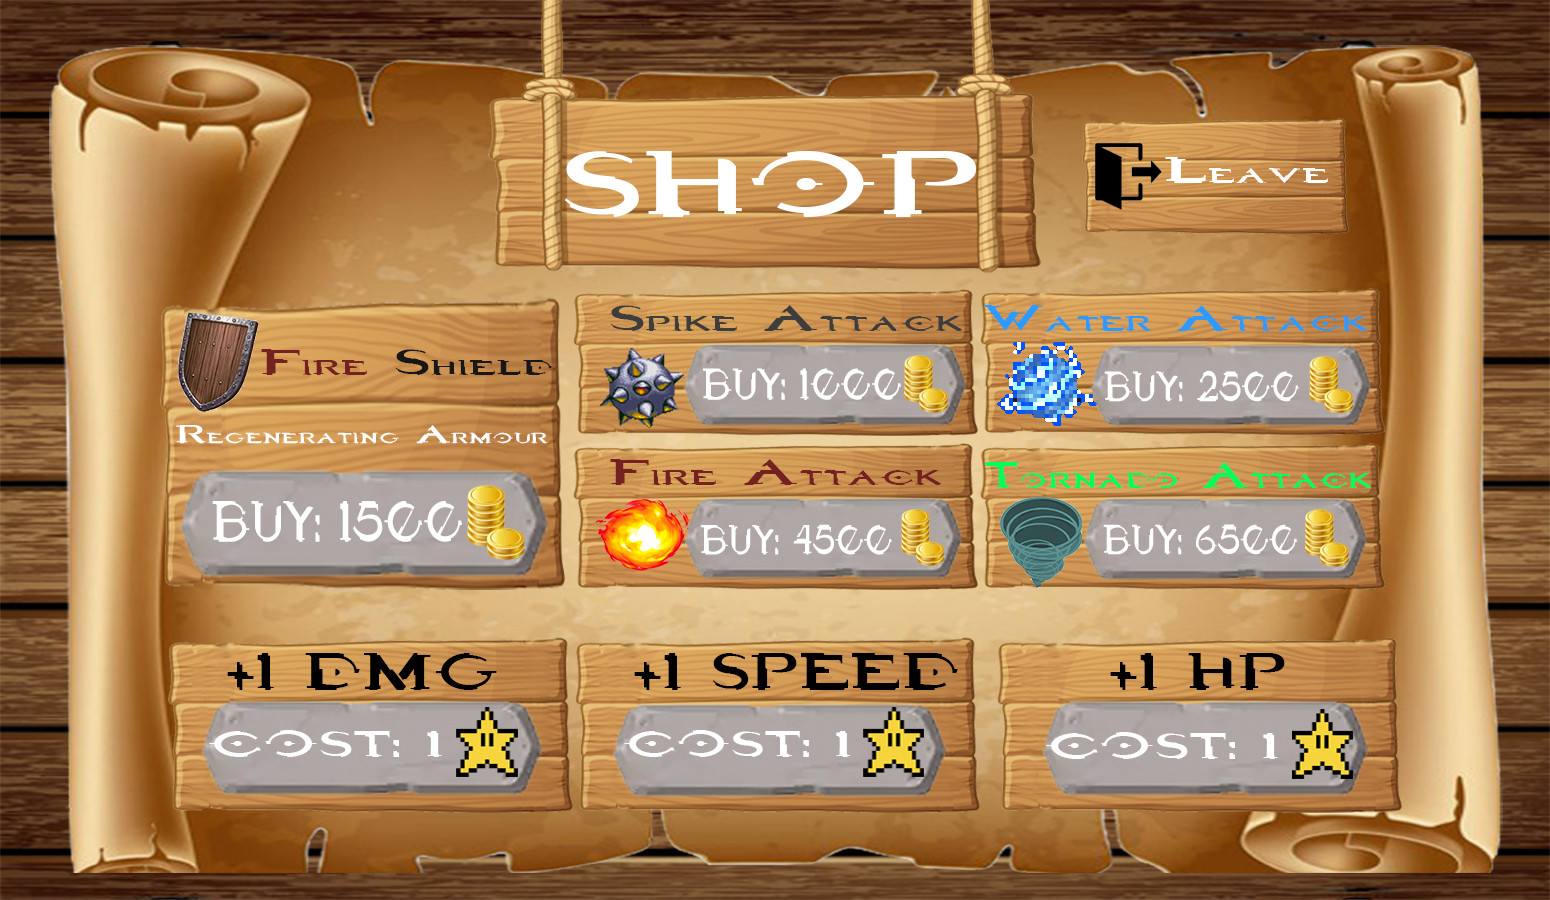 SHOP
LEAVE
FIRE SHIELD
REGENERATING ARMOUR
BUY: 1500
SPIKE ATTACK
BUY: 1000
WATER ATTACK
BUY: 2500
FIRE ATTACK
BUY: 4500
TORNADO ATTACK
BUY: 6500
+1 DMG
COST: 1
+1 SPEED
COST: 1
+1 HP
COST: 1